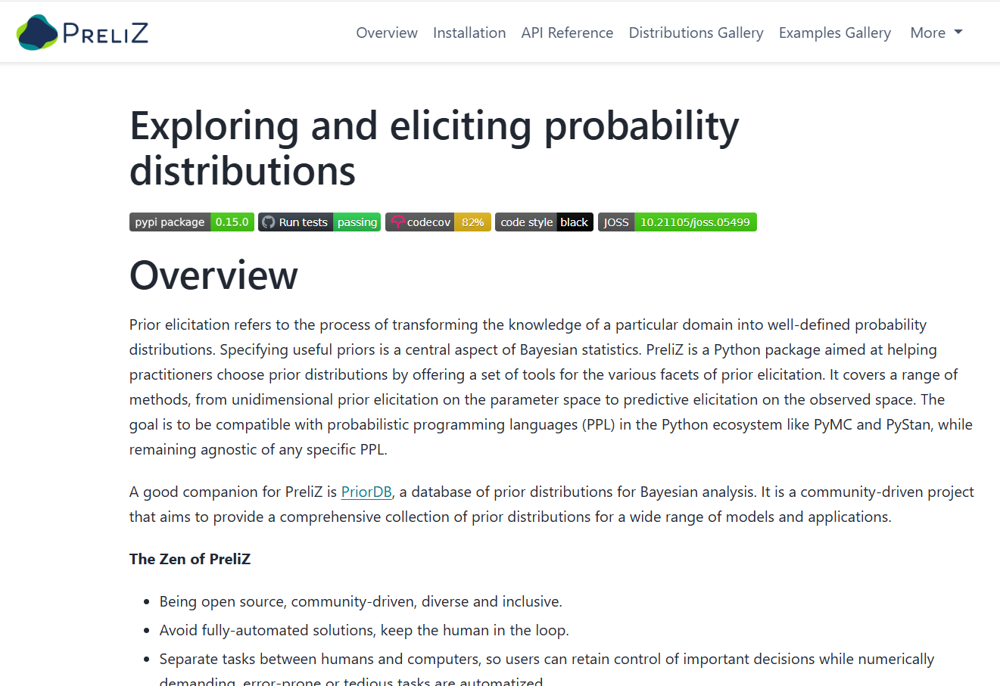 PRELIZ
Overview Installation API Reference Distributions Gallery Examples Gallery More
Exploring and eliciting probability
distributions
pypi package 0.15.0 Run tests passing codecov 82% code style black JOSS 10.21105/joss.05499
Overview
Prior elicitation refers to the process of transforming the knowledge of a particular domain into well-defined probability
distributions. Specifying useful priors is a central aspect of Bayesian statistics. PreliZ is a Python package aimed at helping
practitioners choose prior distributions by offering a set of tools for the various facets of prior elicitation. It covers a range of
methods, from unidimensional prior elicitation on the parameter space to predictive elicitation on the observed space. The
goal is to be compatible with probabilistic programming languages (PPL) in the Python ecosystem like PyMC and PyStan, while
remaining agnostic of any specific PPL.
A good companion for PreliZ is PriorDB, a database of prior distributions for Bayesian analysis. It is a community-driven project
that aims to provide a comprehensive collection of prior distributions for a wide range of models and applications.
The Zen of PreliZ
• Being open source, community-driven, diverse and inclusive.
• Avoid fully-automated solutions, keep the human in the loop.
• Separate tasks between humans and computers, so users can retain control of important decisions while numerically
demanding, error-prone or tedious tasks are automatized.